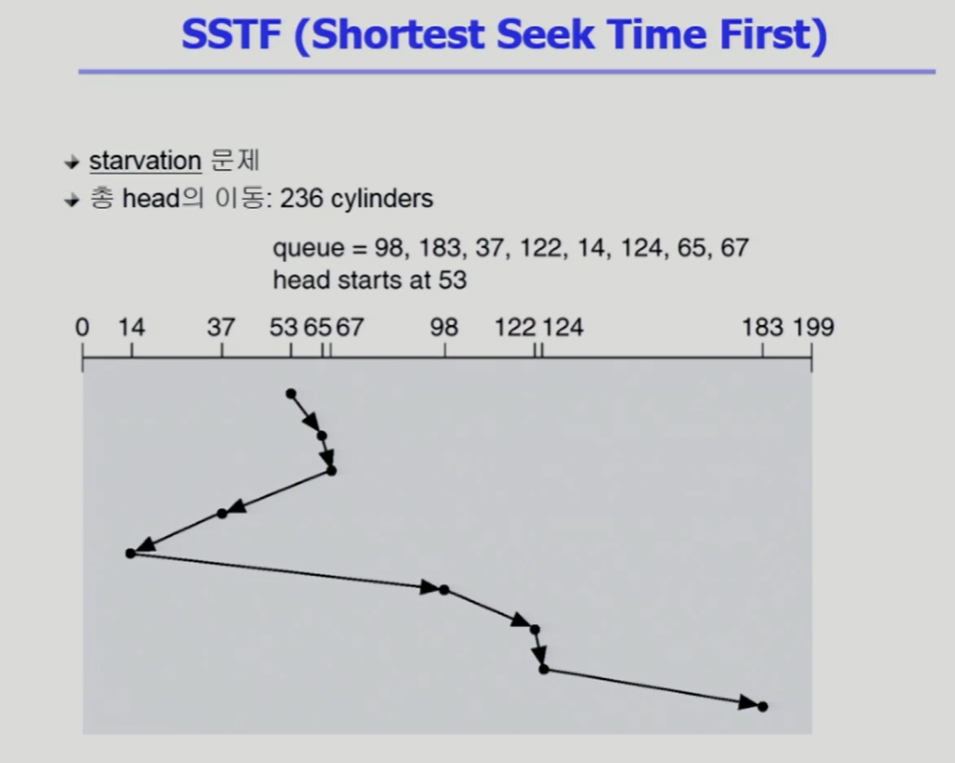 SSTF (Shortest Seek Time First)
starvation 문제
총 head의 이동: 236 cylinders
queue = 98, 183, 37, 122, 14, 124, 65, 67
head starts at 53
0 14 37 53 65 67 98 122 124 183 199